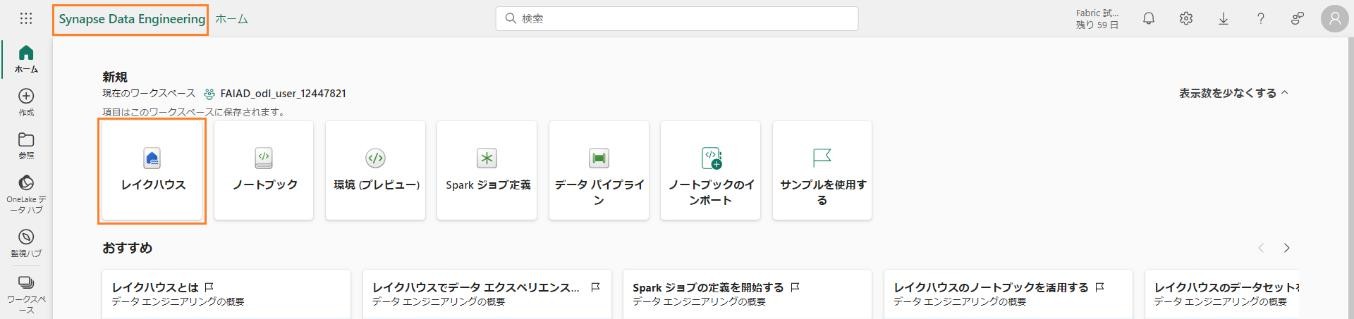 Synapse Data Engineering ホーム
検索
Fabric 試...
残り 59 日
ホーム
作成
参照
OneLake デ
ータ ハブ
監視ハブ
ワークスペ
ース
新規
現在のワークスペース FAIAD_odl_user_12447821
項目はこのワークスペースに保存されます。
表示数を少なくする
レイクハウス
ノートブック
環境 (プレビュー)
Spark ジョブ定義
データ パイプライ
ン
ノートブックのイ
ンポート
サンプルを使用す
る
おすすめ
レイクハウスとは
データ エンジニアリングの概要
レイクハウスでデータ エクスペリエンス...
データ エンジニアリングの概要
Spark ジョブの定義を開始する
データ エンジニアリングの概要
レイクハウスのノートブックを活用する
データ エンジニアリングの概要
レイクハウスのデータセットを
データ エンジニアリングの概要